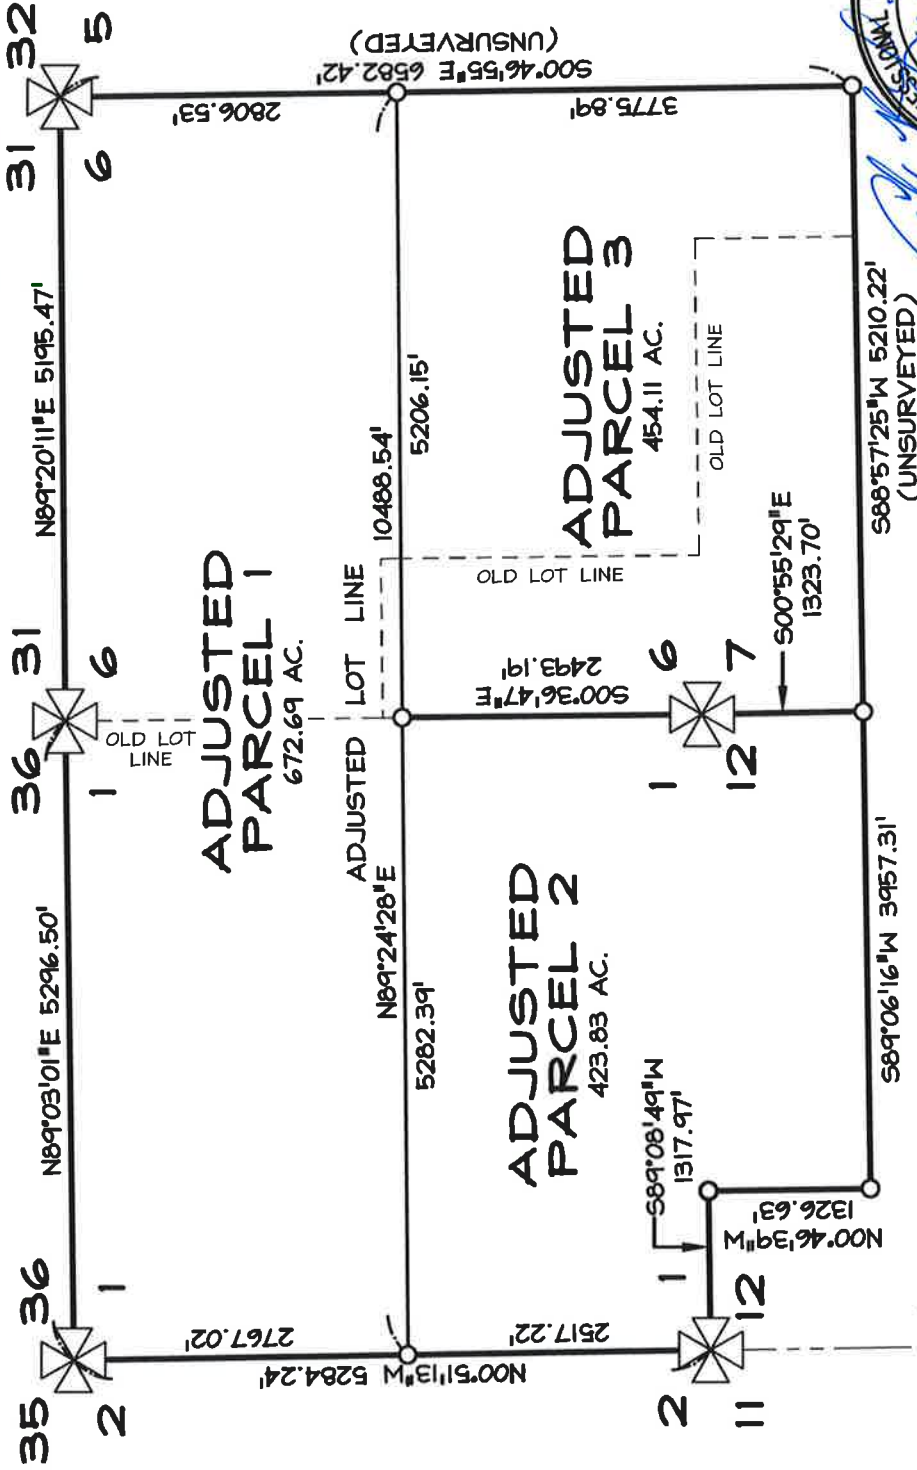 35
36
2
1
N89°03'01"E 5296.50'
36
31
1
6
N89°20'11"E 5195.47'
31
32
6
5
N00°51'13"W 5284.24'
2767.02'
2517.22'
OLD LOT
LINE
ADJUSTED
PARCEL 1
672.69 AC.
2806.53'
S00°46'55"E 6582.42'
(UNSURVEYED)
3775.89'
ADJUSTED LOT LINE
N89°24'28"E
10488.54'
5282.39'
5206.15'
ADJUSTED
PARCEL 2
423.83 AC.
S00°36'47"E
2493.19'
OLD LOT LINE
ADJUSTED
PARCEL 3
454.11 AC.
OLD LOT LINE
2
1
11
12
S89°08'49"W
1317.97'
N00°46'39"W
1326.63'
1
6
12
7
S00°55'29"E
1323.70'
S89°06'16"W 3957.31'
S88°57'25"W 5210.22'
(UNSURVEYED)